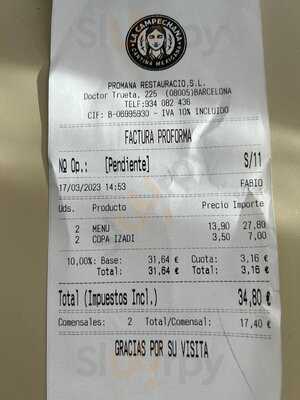 LA CAMPECHANA
CANTINA MEXICANA
PROMANA RESTAURACIO,S.L.
Doctor Trueta, 225 (08005)BARCELONA
TELF:934 082 436
CIF: B-06995930 - IVA 10% INCLUIDO
FACTURA PROFORMA
Nº Op.: [Pendiente] S/11
17/03/2023 14:53 FABIO
Uds. Producto Precio Importe
2 MENU 13,90 27,80
2 COPA IZADI 3,50 7,00
10,00%: Base: 31,64 € Cuota: 3,16 €
Total: 31,64 € Total: 3,16 €
Total (Impuestos Incl.) 34,80 €
Comensales: 2 Total/Comensal: 17,40 €
GRACIAS POR SU VISITA